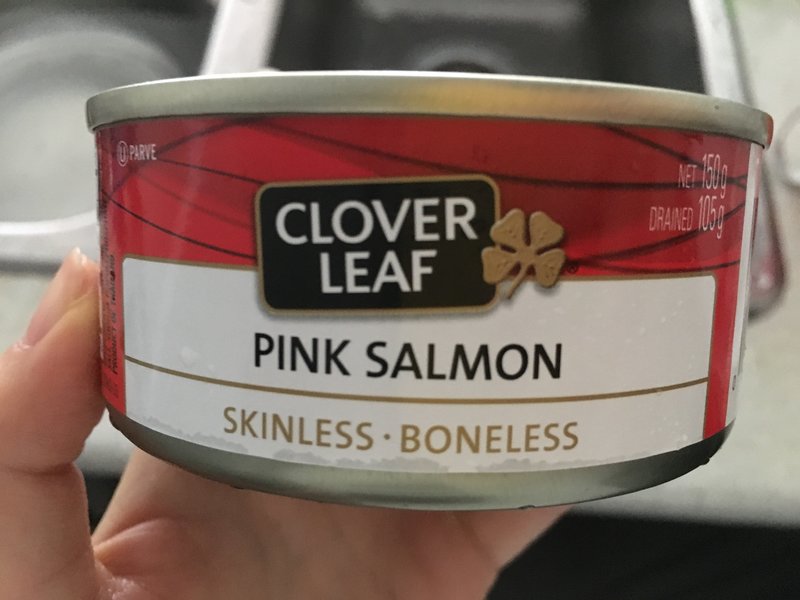 Ⓤ PARVE
NET 150 g
DRAINED 105 g
CLOVER
LEAF
PINK SALMON
SKINLESS · BONELESS